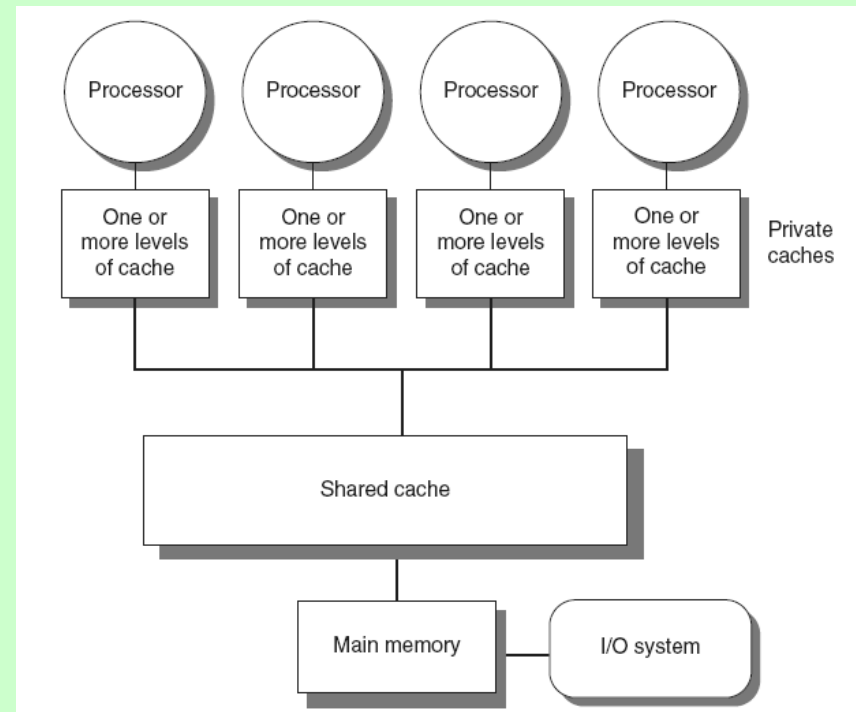 Processor
Processor
Processor
Processor
One or
more levels
of cache
One or
more levels
of cache
One or
more levels
of cache
One or
more levels
of cache
Private
caches
Shared cache
Main memory
I/O system